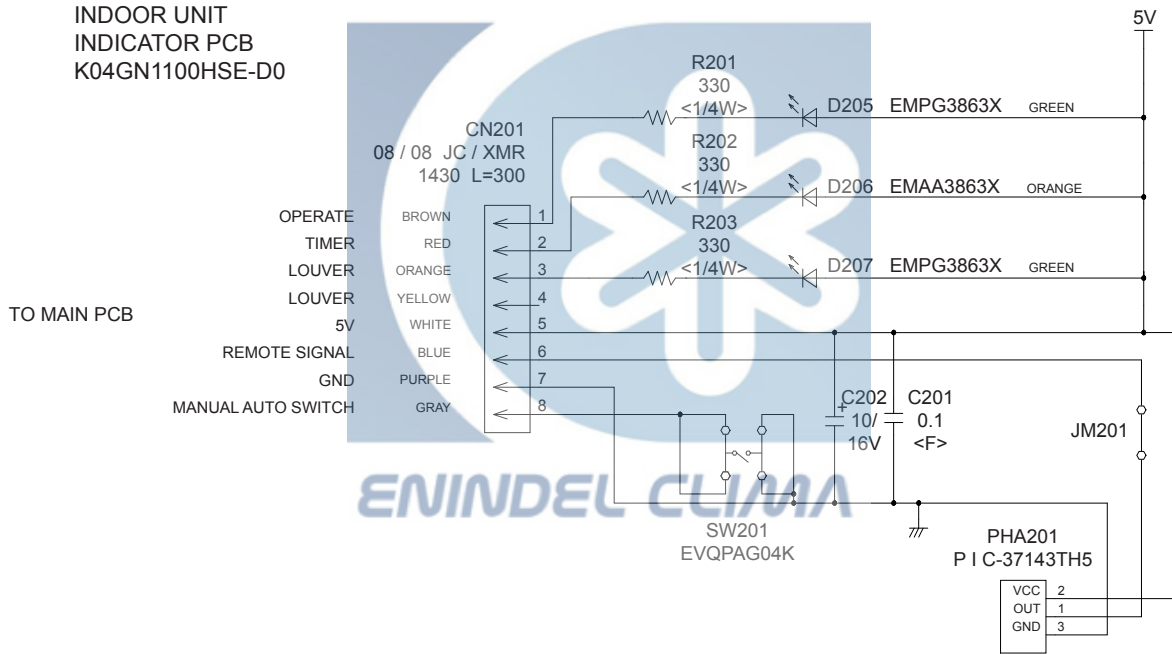 INDOOR UNIT
INDICATOR PCB
K04GN1100HSE-D0
5V
R201
330
<1/4W>
D205 EMPG3863X GREEN
CN201
08 / 08 JC / XMR
1430 L=300
R202
330
<1/4W>
D206 EMAA3863X ORANGE
OPERATE BROWN 1
TIMER RED 2
R203
330
<1/4W>
D207 EMPG3863X GREEN
LOUVER ORANGE 3
LOUVER YELLOW 4
TO MAIN PCB
5V WHITE 5
REMOTE SIGNAL BLUE 6
GND PURPLE 7
MANUAL AUTO SWITCH GRAY 8
+
C202
10/
16V
C201
0.1
<F>
JM201
ENINDEL CLIMA
SW201
EVQPAG04K
PHA201
P I C-37143TH5
VCC 2
OUT 1
GND 3